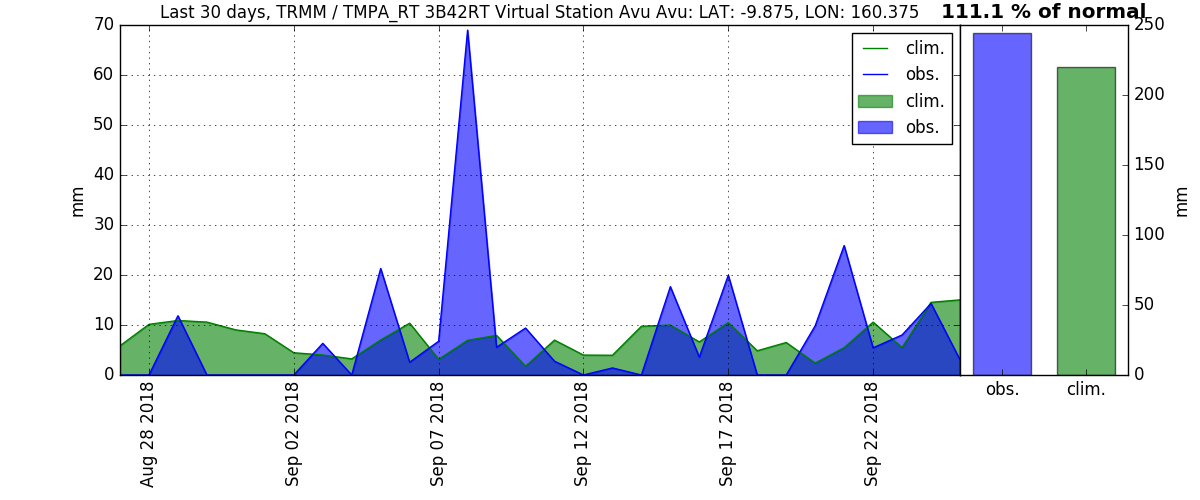 Last 30 days, TRMM / TMPA_RT 3B42RT Virtual Station Avu Avu: LAT: -9.875, LON: 160.375
111.1 % of normal
70
60
50
40
30
20
10
0
mm
clim.
obs.
clim.
obs.
250
200
150
100
50
0
mm
Aug 28 2018
Sep 02 2018
Sep 07 2018
Sep 12 2018
Sep 17 2018
Sep 22 2018
obs.
clim.